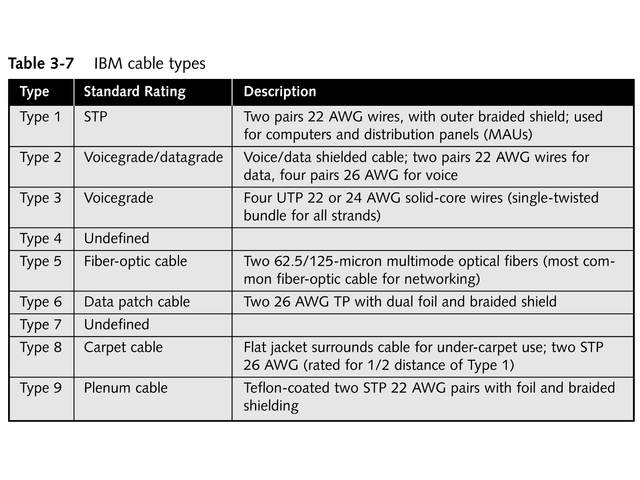 Table 3-7 IBM cable types
Type Standard Rating Description
Type 1 STP Two pairs 22 AWG wires, with outer braided shield; used
for computers and distribution panels (MAUs)
Type 2 Voicegrade/datagrade Voice/data shielded cable; two pairs 22 AWG wires for
data, four pairs 26 AWG for voice
Type 3 Voicegrade Four UTP 22 or 24 AWG solid-core wires (single-twisted
bundle for all strands)
Type 4 Undefined
Type 5 Fiber-optic cable Two 62.5/125-micron multimode optical fibers (most com-
mon fiber-optic cable for networking)
Type 6 Data patch cable Two 26 AWG TP with dual foil and braided shield
Type 7 Undefined
Type 8 Carpet cable Flat jacket surrounds cable for under-carpet use; two STP
26 AWG (rated for 1/2 distance of Type 1)
Type 9 Plenum cable Teflon-coated two STP 22 AWG pairs with foil and braided
shielding